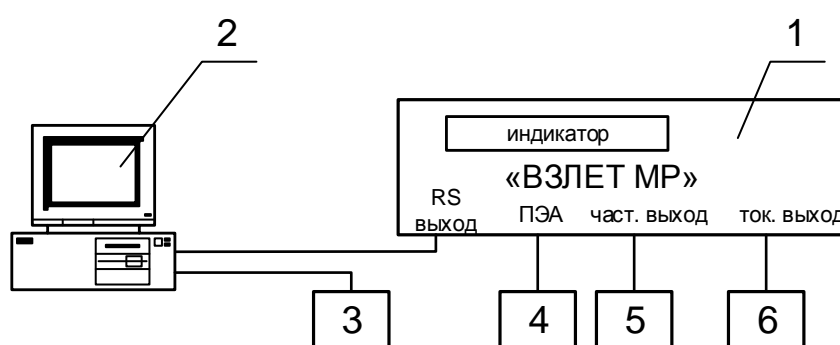 2
1
индикатор
«ВЗЛЕТ МР»
RS
выход
ПЭА
част. выход
ток. выход
3
4
5
6